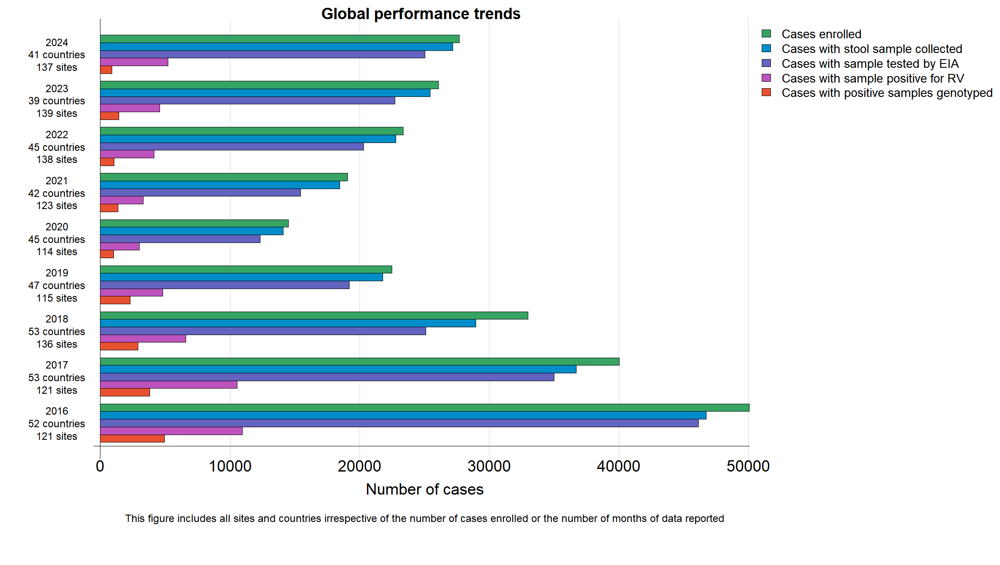 Global performance trends
Cases enrolled
Cases with stool sample collected
Cases with sample tested by EIA
Cases with sample positive for RV
Cases with positive samples genotyped
2024
41 countries
137 sites
2023
39 countries
139 sites
2022
45 countries
138 sites
2021
42 countries
123 sites
2020
45 countries
114 sites
2019
47 countries
115 sites
2018
53 countries
136 sites
2017
53 countries
121 sites
2016
52 countries
121 sites
0 10000 20000 30000 40000 50000
Number of cases
This figure includes all sites and countries irrespective of the number of cases enrolled or the number of months of data reported